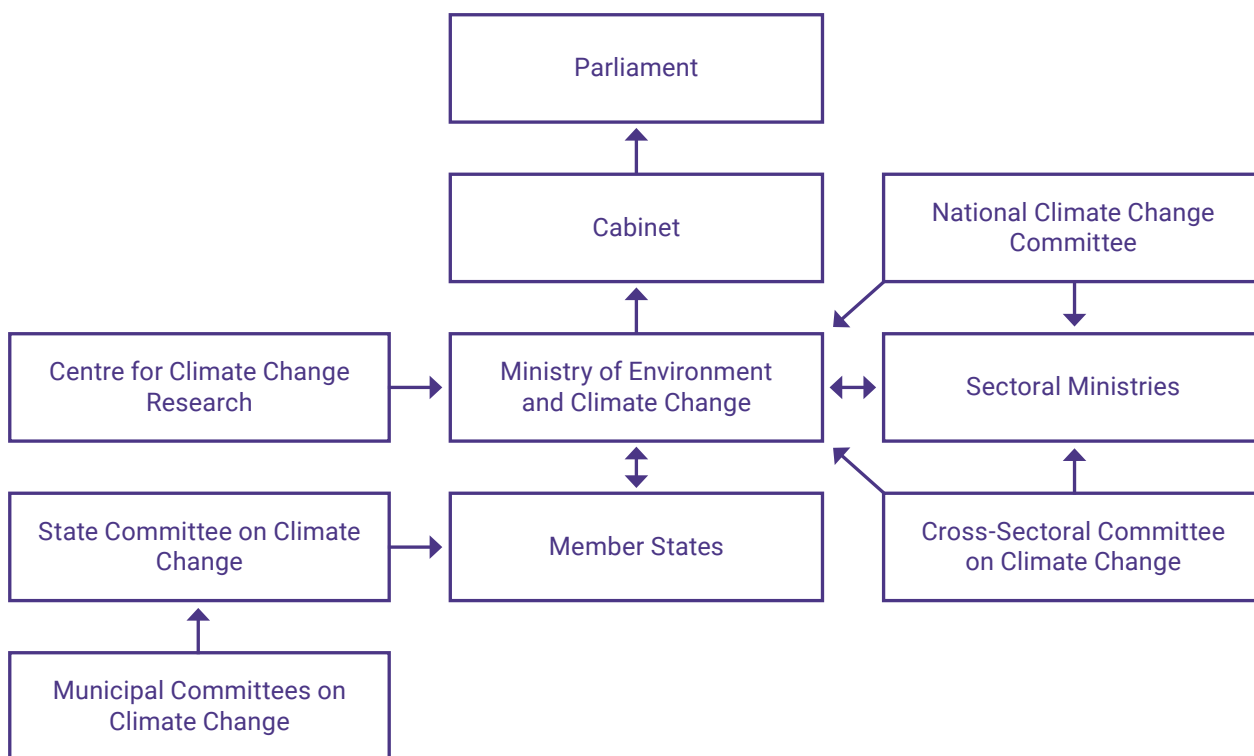 Parliament
Cabinet
National Climate Change
Committee
Centre for Climate Change
Research
Ministry of Environment
and Climate Change
Sectoral Ministries
State Committee on Climate
Change
Member States
Cross-Sectoral Committee
on Climate Change
Municipal Committees on
Climate Change